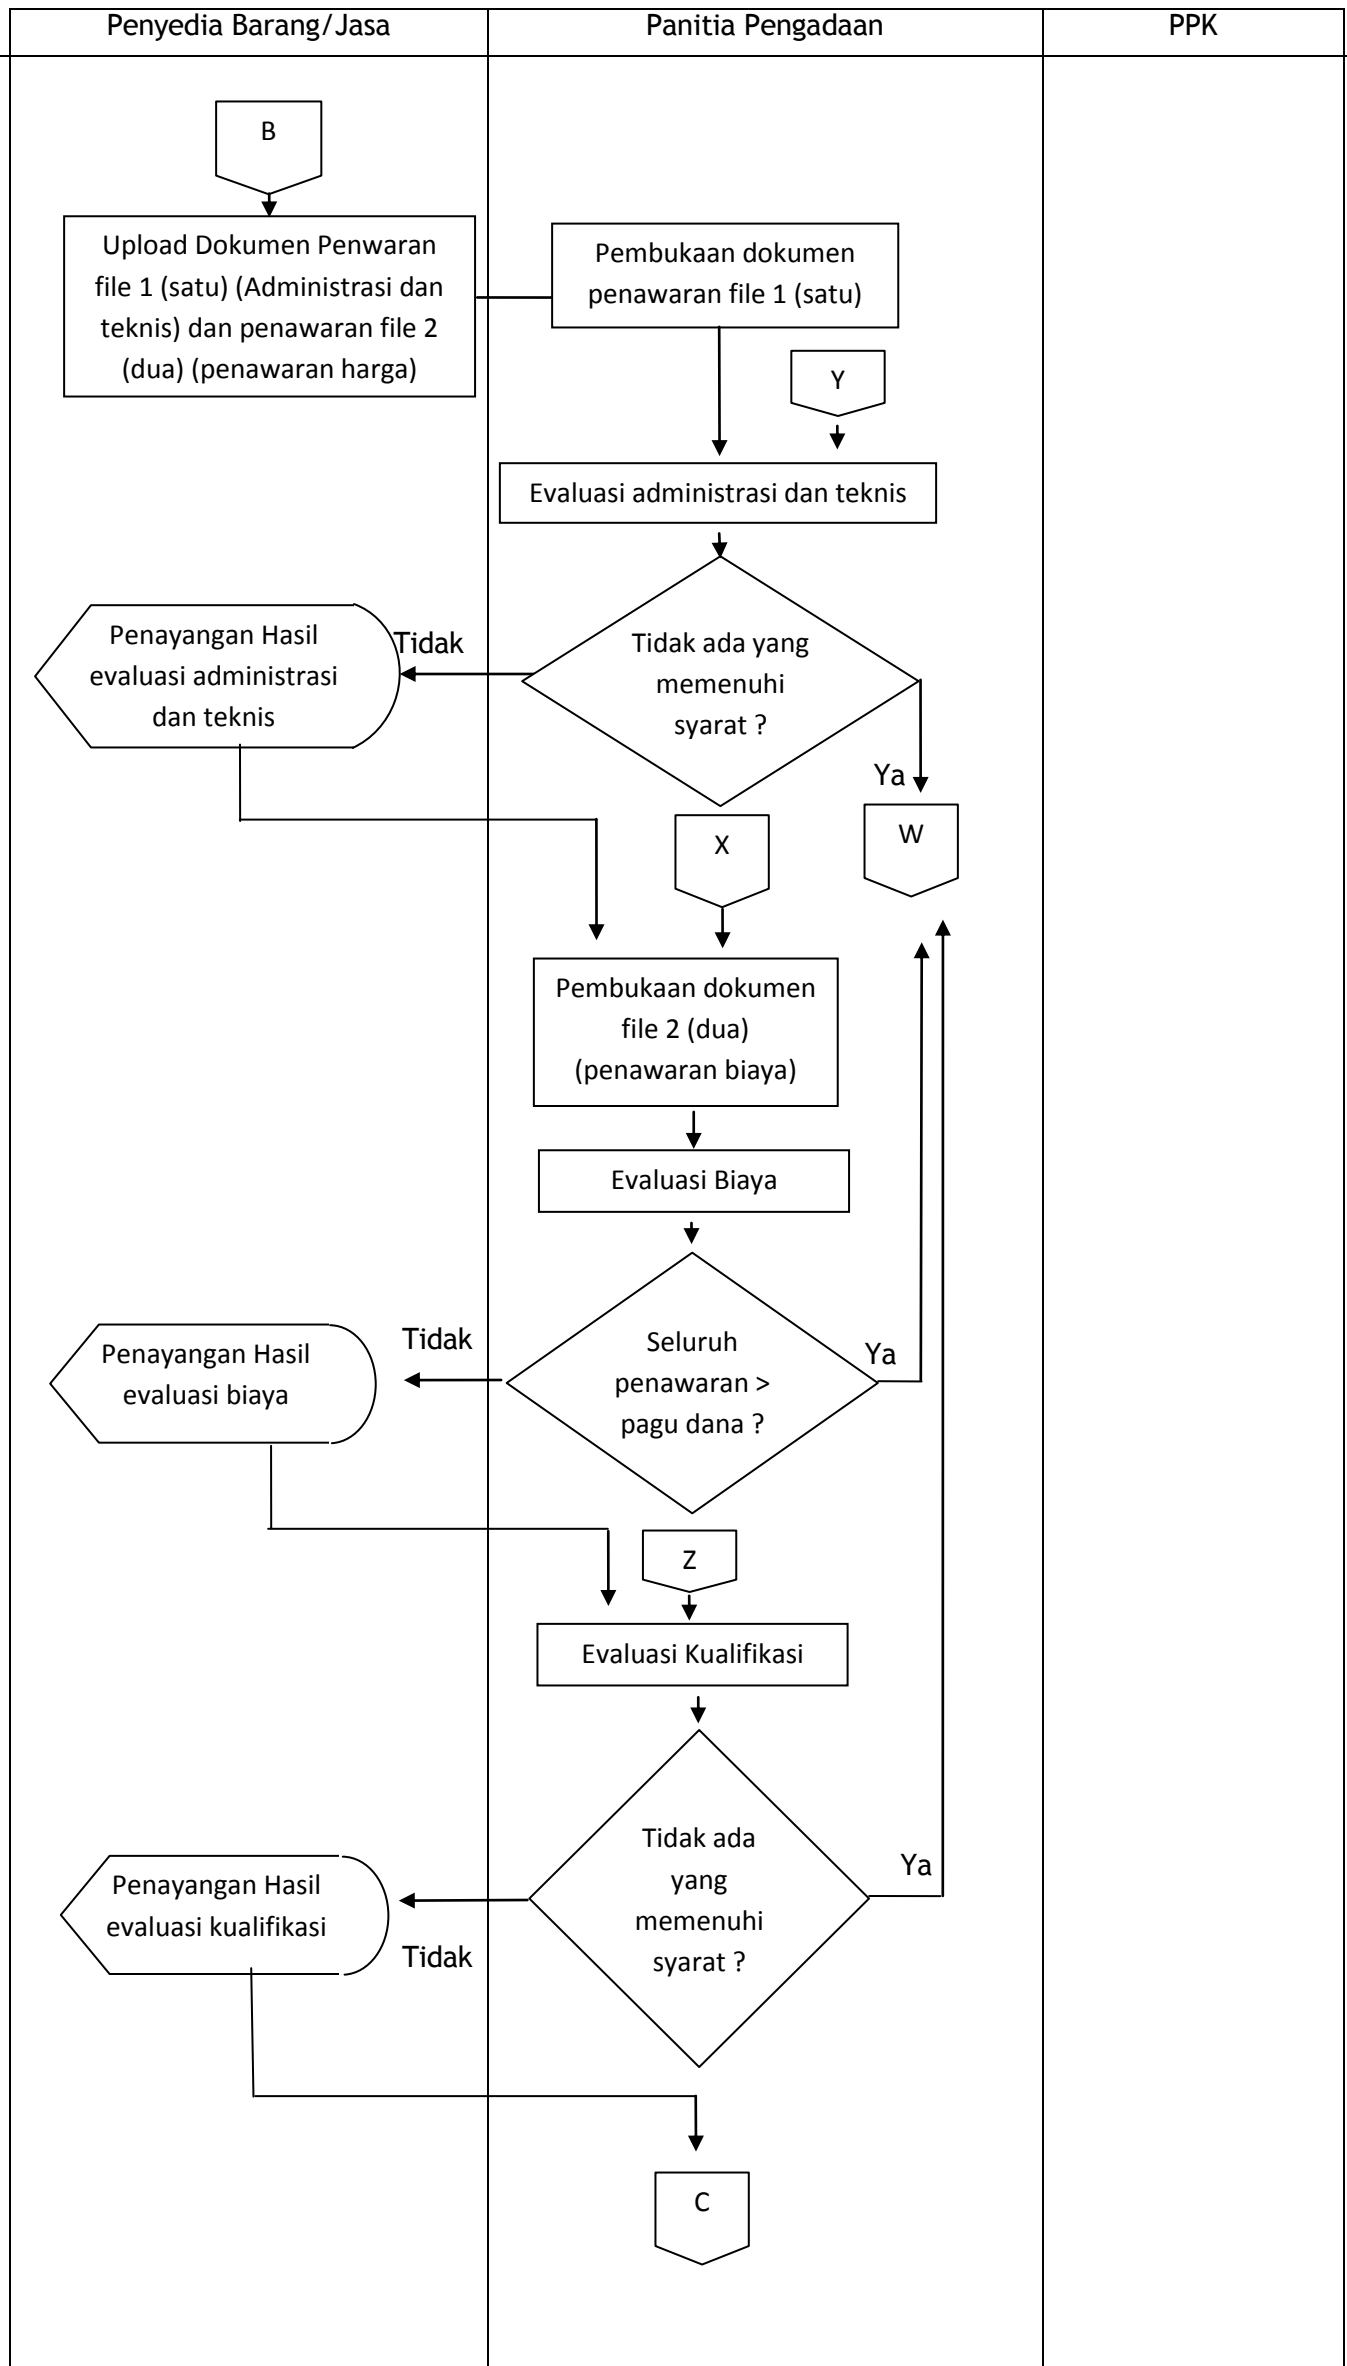 Penyedia Barang/Jasa
Panitia Pengadaan
PPK
B
Upload Dokumen Penwaran
file 1 (satu) (Administrasi dan
teknis) dan penawaran file 2
(dua) (penawaran harga)
Pembukaan dokumen
penawaran file 1 (satu)
Y
Evaluasi administrasi dan teknis
Tidak ada yang
memenuhi
syarat ?
Tidak
Penayangan Hasil
evaluasi administrasi
dan teknis
Ya
W
X
Pembukaan dokumen
file 2 (dua)
(penawaran biaya)
Evaluasi Biaya
Seluruh
penawaran >
pagu dana ?
Tidak
Ya
Penayangan Hasil
evaluasi biaya
Z
Evaluasi Kualifikasi
Tidak ada
yang
memenuhi
syarat ?
Ya
Tidak
Penayangan Hasil
evaluasi kualifikasi
C